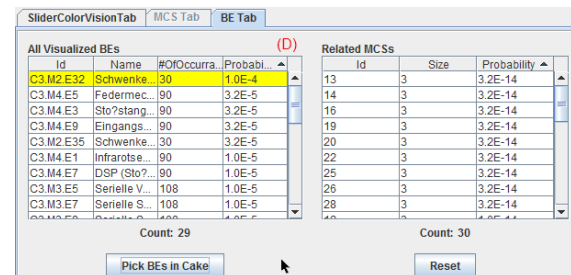 SliderColorVisionTab MCS Tab BE Tab
All Visualized BEs (D) Related MCSs
Id Name #OfOccurra... Probabi... Id Size Probability
C3.M2.E32 Schwenke... 30 1.0E-4 13 3 3.2E-14
C3.M4.E5 Federmec... 90 3.2E-5 14 3 3.2E-14
C3.M4.E3 Sto?stang... 90 3.2E-5 16 3 3.2E-14
C3.M4.E9 Eingangs... 90 3.2E-5 19 3 3.2E-14
C3.M2.E35 Schwenke... 30 3.2E-5 20 3 3.2E-14
C3.M4.E1 Infrarotse... 90 1.0E-5 22 3 3.2E-14
C3.M4.E7 DSP (Sto?... 90 1.0E-5 25 3 3.2E-14
C3.M3.E5 Serielle V... 108 1.0E-5 26 3 3.2E-14
C3.M3.E7 Serielle S... 108 1.0E-5 28 3 3.2E-14
Count: 29 Count: 30
Pick BEs in Cake Reset